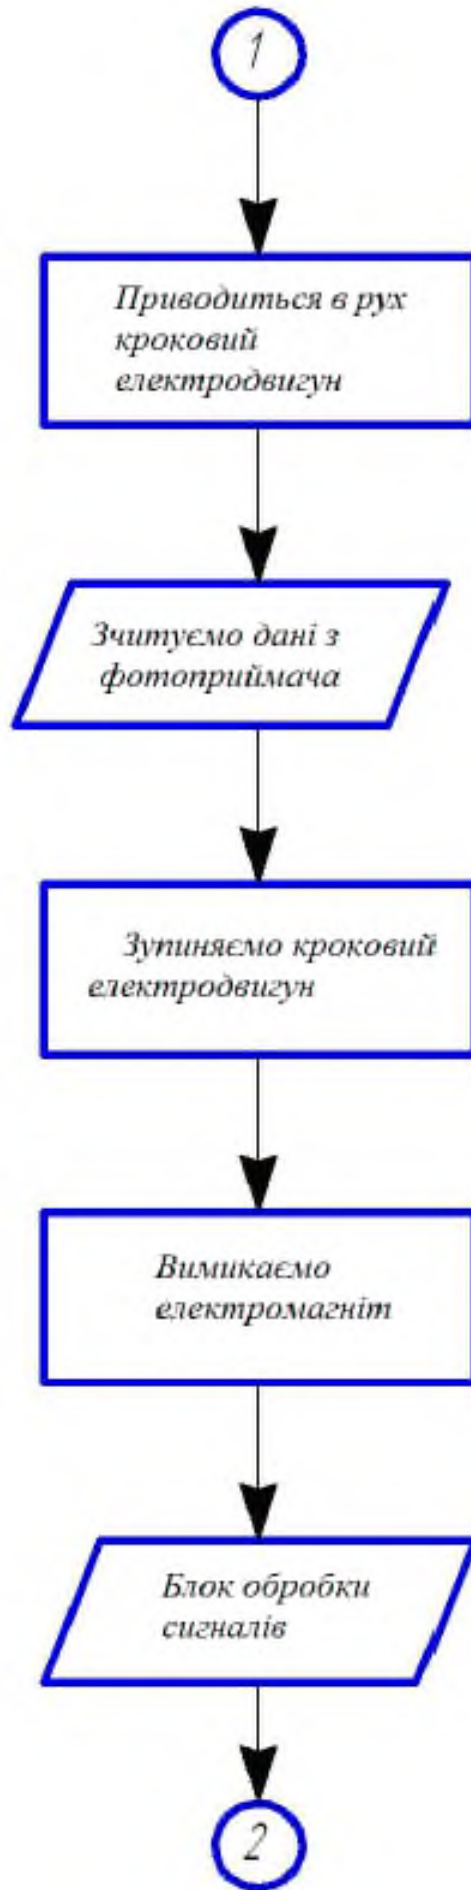 1
Приводиться в рух
кроковий
електродвигун
Зчитуємо дані з
фотоприймача
Зупиняємо кроковий
електродвигун
Вимикаємо
електромагніт
Блок обробки
сигналів
2